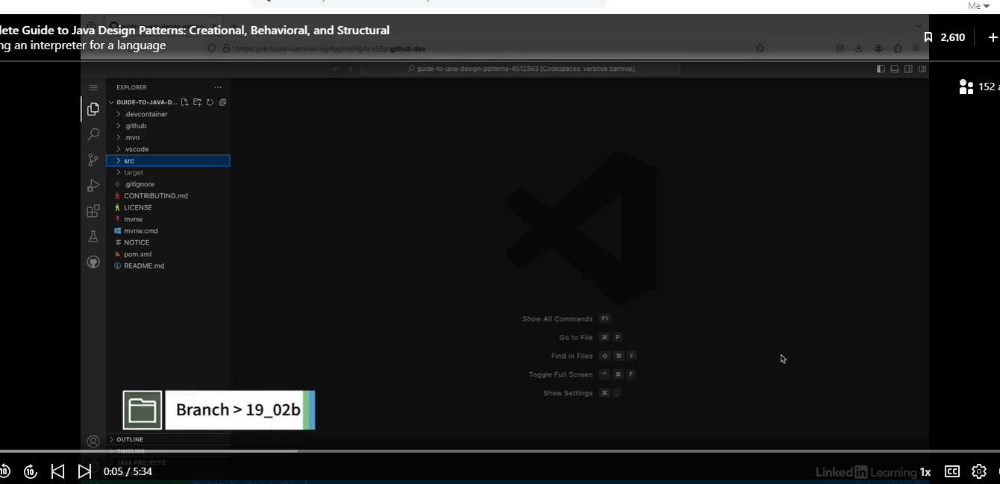 Me
lete Guide to Java Design Patterns: Creational, Behavioral, and Structural
ng an interpreter for a language
2,610
https://verbose-carnival-5g4gg5vp7g4cv55p.github.dev
guide-to-java-design-patterns-4512383 [Codespaces: verbose carnival]
152 a
EXPLORER
GUIDE-TO-JAVA-D...
.devcontainer
.github
.mvn
.vscode
src
target
.gitignore
CONTRIBUTING.md
LICENSE
mvnw
mvnw.cmd
NOTICE
pom.xml
README.md
Show All Commands F1
Go to File ⌘ P
Find in Files ⇧ ⌘ F
Toggle Full Screen ^ ⌘ F
Show Settings ⌘ ,
Branch > 19_02b
OUTLINE
TIMELINE
JAVA PROJECTS
10 10 0:05 / 5:34
LinkedIn Learning
1x CC